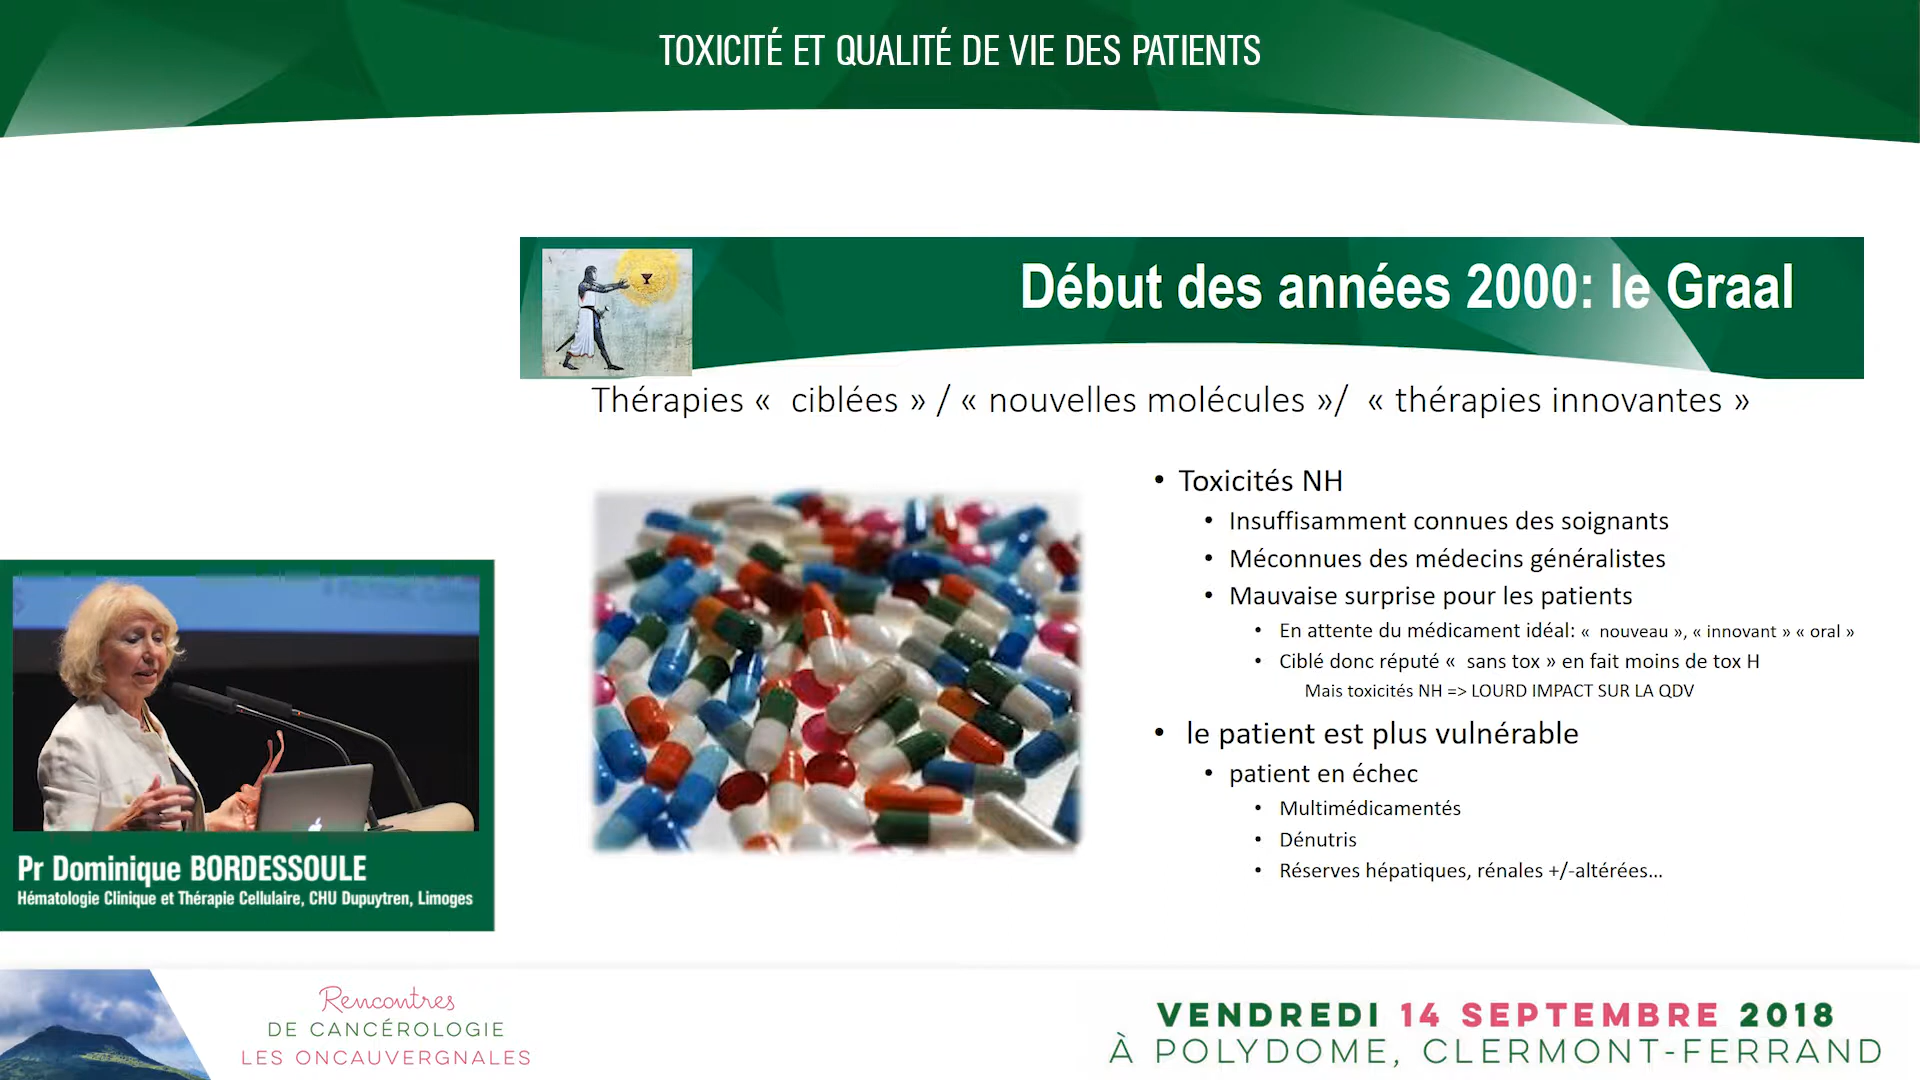 TOXICITÉ ET QUALITÉ DE VIE DES PATIENTS
Début des années 2000: le Graal
Thérapies «  ciblées » / « nouvelles molécules »/  « thérapies innovantes »
• Toxicités NH
• Insuffisamment connues des soignants
• Méconnues des médecins généralistes
• Mauvaise surprise pour les patients
• En attente du médicament idéal: «  nouveau », « innovant » « oral »
• Ciblé donc réputé «  sans tox » en fait moins de tox H
Mais toxicités NH => LOURD IMPACT SUR LA QDV
• le patient est plus vulnérable
• patient en échec
• Multimédicamentés
• Dénutris
• Réserves hépatiques, rénales +/-altérées...
Pr Dominique BORDESSOULE
Hématologie Clinique et Thérapie Cellulaire, CHU Dupuytren, Limoges
Rencontres
DE CANCÉROLOGIE
LES ONCAUVERGNALES
VENDREDI 14 SEPTEMBRE 2018
À POLYDOME, CLERMONT-FERRAND